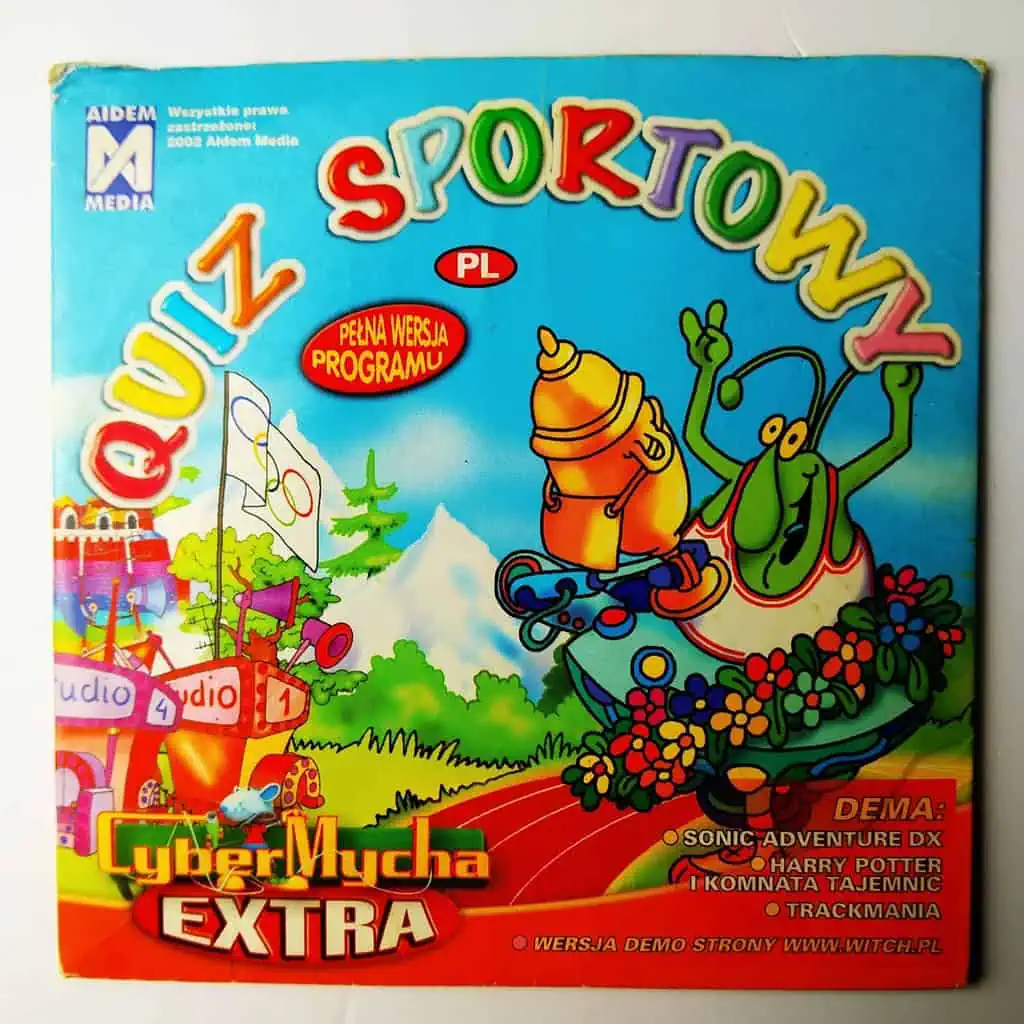 AIDEM
MEDIA
Wszystkie prawa
zastrzeżone:
2002 Aidem Media
QUIZ SPORTOWY
PL
PEŁNA WERSJA
PROGRAMU
udio 4
udio 1
CyberMycha
EXTRA
DEMA:
SONIC ADVENTURE DX
HARRY POTTER
I KOMNATA TAJEMNIC
TRACKMANIA
WERSJA DEMO STRONY WWW.WITCH.PL